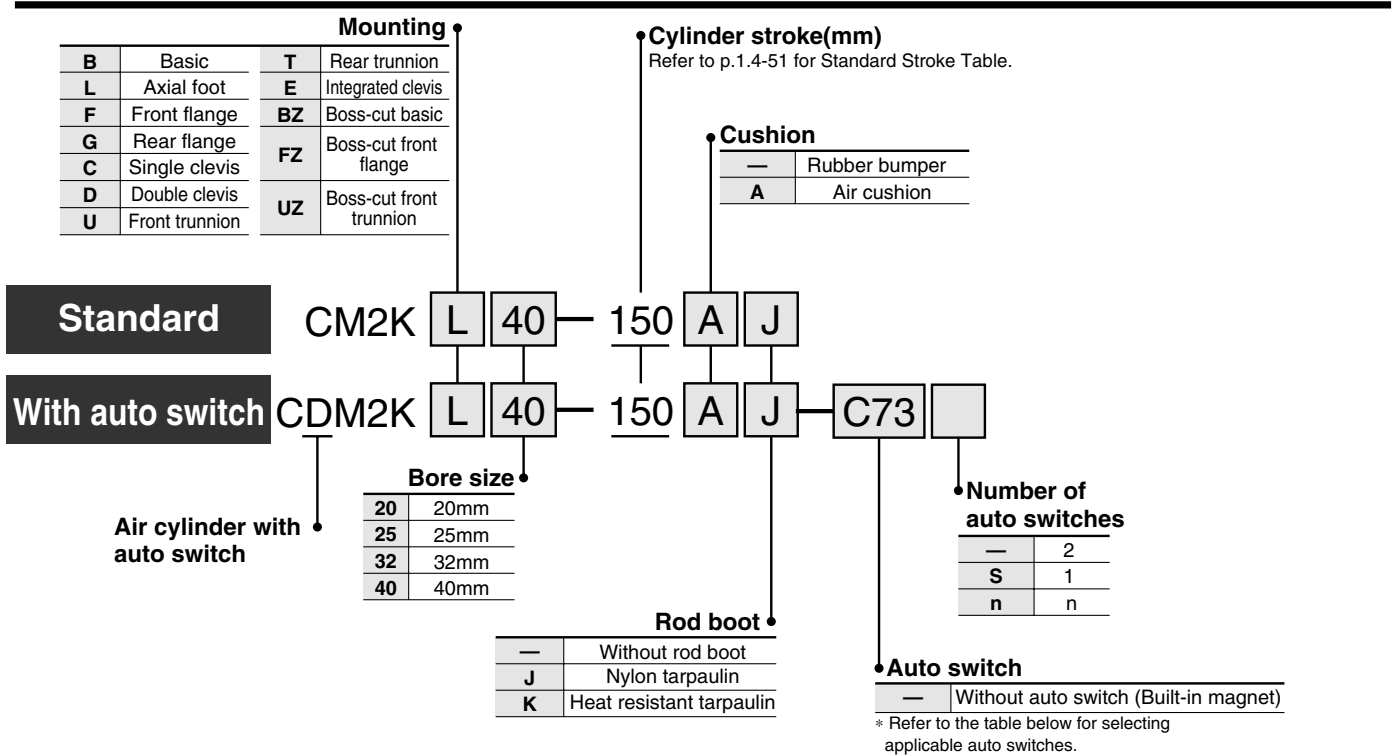 Mounting
B Basic T Rear trunnion
L Axial foot E Integrated clevis
F Front flange BZ Boss-cut basic
G Rear flange FZ Boss-cut front
flange
C Single clevis
D Double clevis UZ Boss-cut front
trunnion
U Front trunnion
Cylinder stroke(mm)
Refer to p.1.4-51 for Standard Stroke Table.
Cushion
— Rubber bumper
A Air cushion
Standard CM2K L 40 — 150 A J
With auto switch CDM2K L 40 — 150 A J — C73
Air cylinder with
auto switch
Bore size
20 20mm
25 25mm
32 32mm
40 40mm
Rod boot
— Without rod boot
J Nylon tarpaulin
K Heat resistant tarpaulin
Number of
auto switches
— 2
S 1
n n
Auto switch
— Without auto switch (Built-in magnet)
* Refer to the table below for selecting
applicable auto switches.